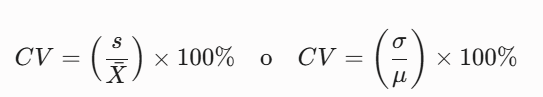 CV = (s / X̄) × 100% o CV = (σ / μ) × 100%